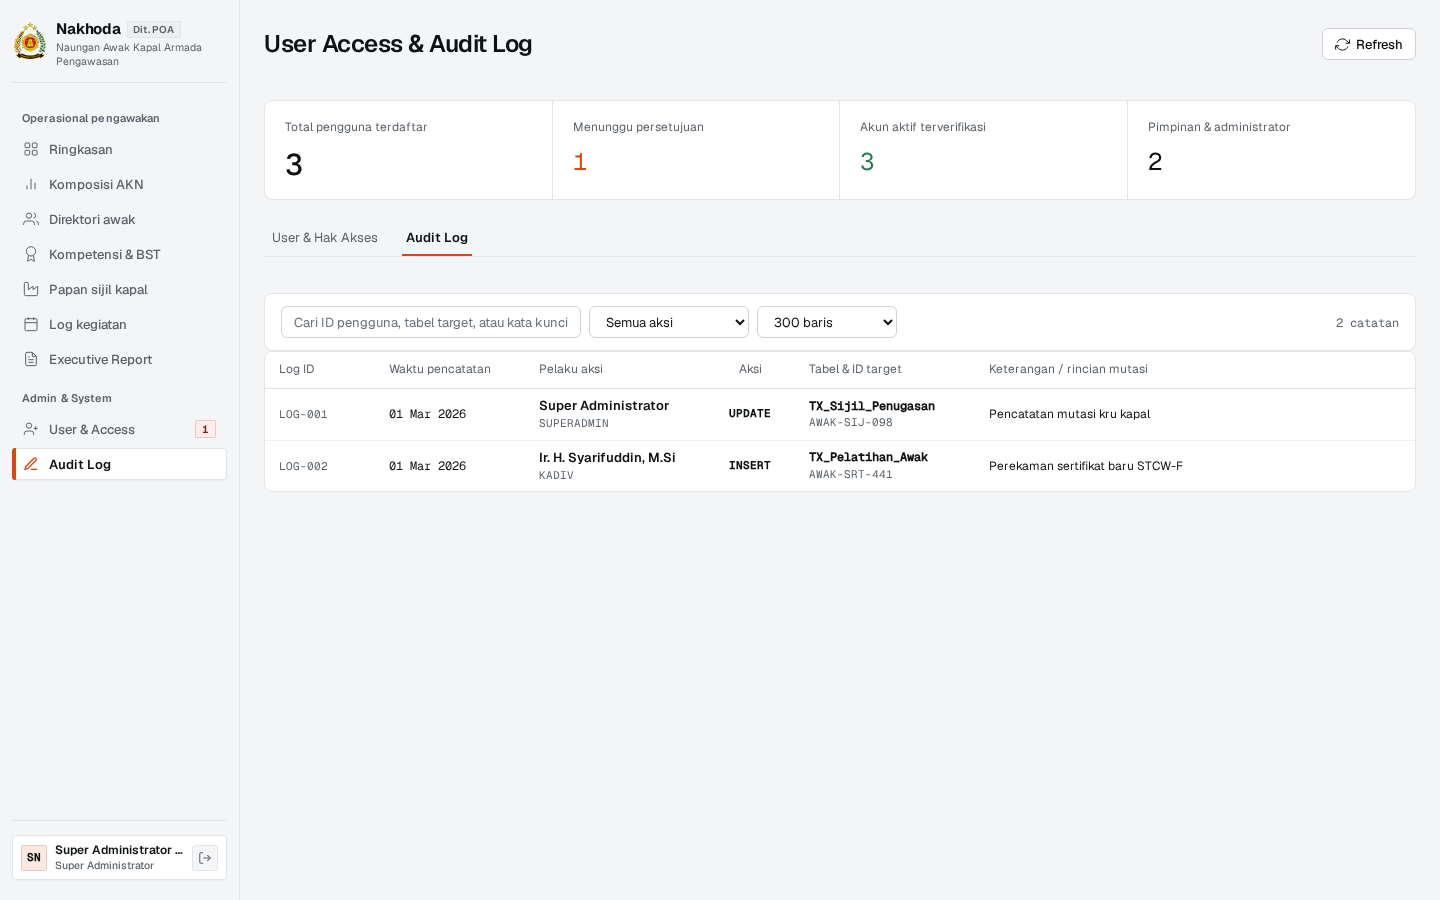 Nakhoda Dit.POA
Naungan Awak Kapal Armada
Pengawasan
Operasional pengawakan
Ringkasan
Komposisi AKN
Direktori awak
Kompetensi & BST
Papan sijil kapal
Log kegiatan
Executive Report
Admin & System
User & Access 1
Audit Log
SN
Super Administrator ...
Super Administrator
User Access & Audit Log
Refresh
Total pengguna terdaftar
3
Menunggu persetujuan
1
Akun aktif terverifikasi
3
Pimpinan & administrator
2
User & Hak Akses Audit Log
Cari ID pengguna, tabel target, atau kata kunci Semua aksi 300 baris 2 catatan
Log ID Waktu pencatatan Pelaku aksi Aksi Tabel & ID target Keterangan / rincian mutasi
LOG-001 01 Mar 2026 Super Administrator UPDATE TX_Sijil_Penugasan Pencatatan mutasi kru kapal
SUPERADMIN AWAK-SIJ-098
LOG-002 01 Mar 2026 Ir. H. Syarifuddin, M.Si INSERT TX_Pelatihan_Awak Perekaman sertifikat baru STCW-F
KADIV AWAK-SRT-441